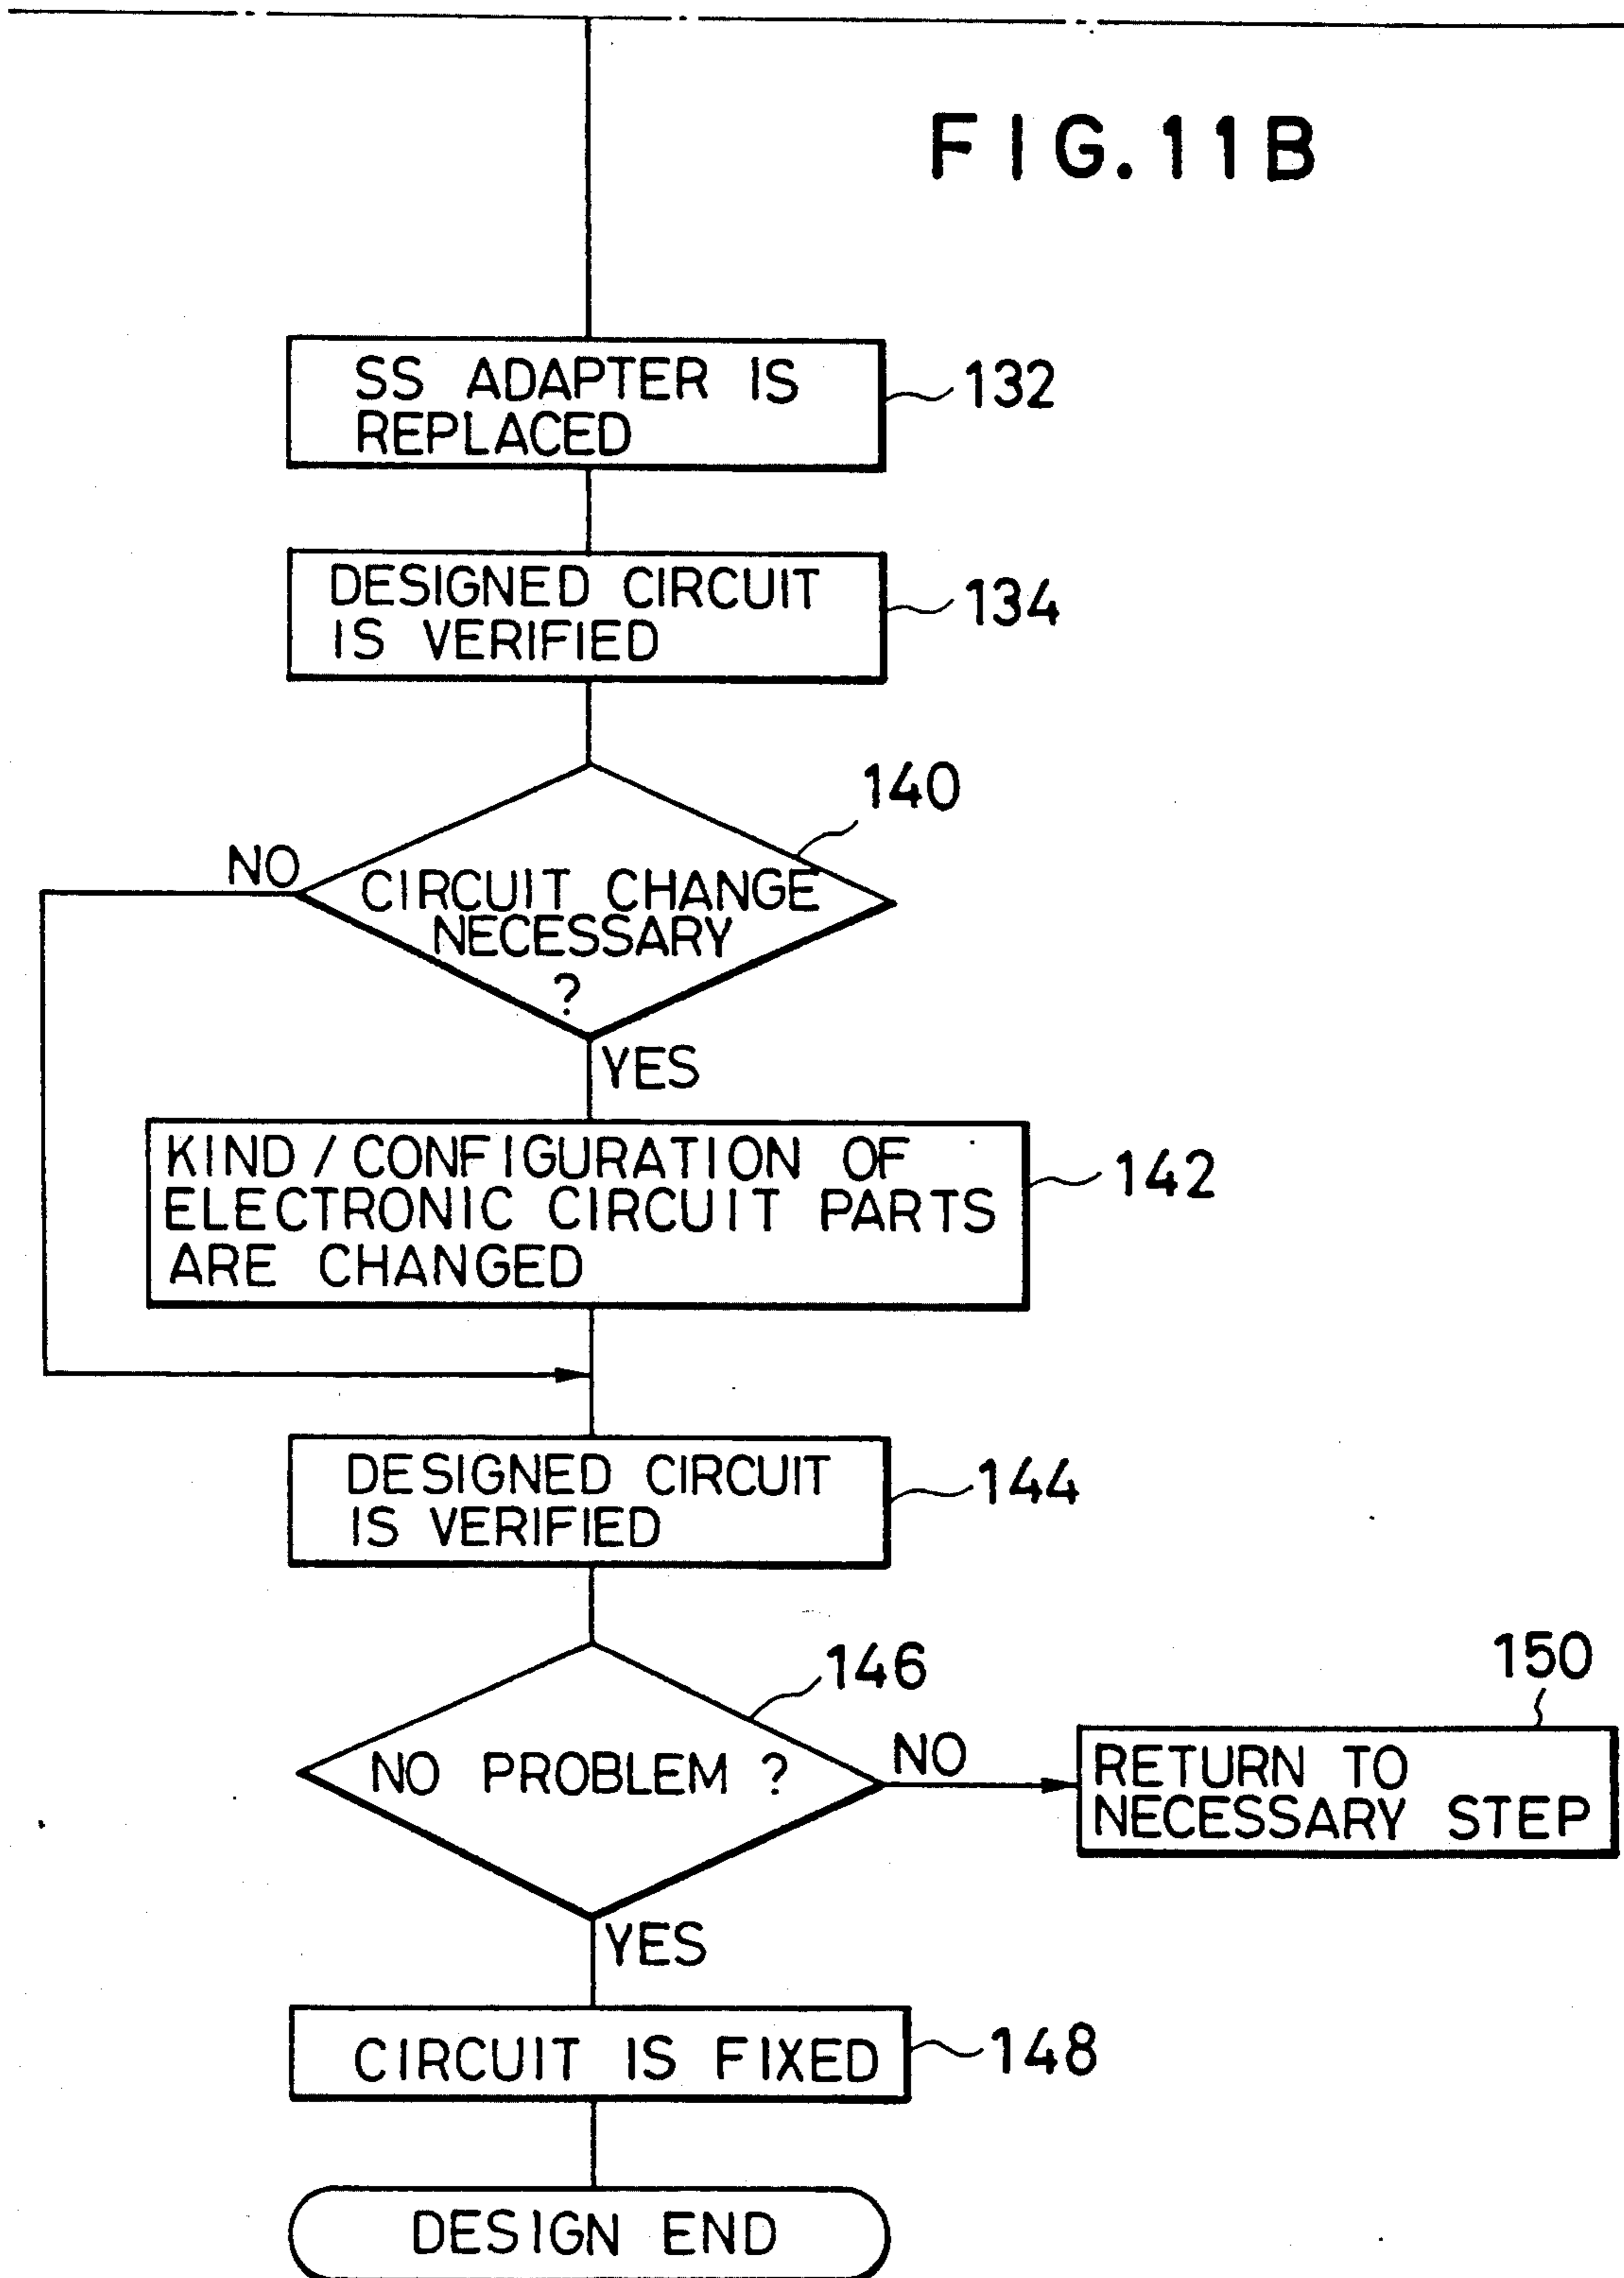 FIG. 11B
SS ADAPTER IS
REPLACED
132
DESIGNED CIRCUIT
IS VERIFIED
134
140
NO
CIRCUIT CHANGE
NECESSARY
?
YES
KIND / CONFIGURATION OF
ELECTRONIC CIRCUIT PARTS
ARE CHANGED
142
DESIGNED CIRCUIT
IS VERIFIED
144
146
150
NO PROBLEM ?
NO
RETURN TO
NECESSARY STEP
YES
CIRCUIT IS FIXED
148
DESIGN END